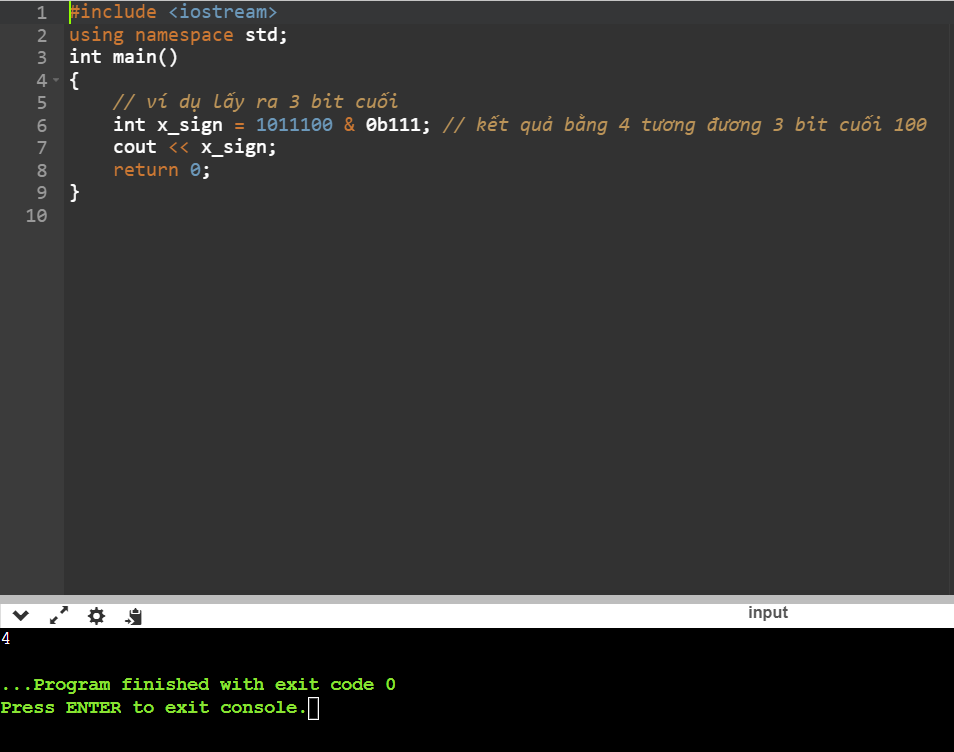 1 #include <iostream>
2 using namespace std;
3 int main()
4 {
5     // ví dụ lấy ra 3 bit cuối
6     int x_sign = 1011100 & 0b111; // kết quả bằng 4 tương đương 3 bit cuối 100
7     cout << x_sign;
8     return 0;
9 }
10
input
4
...Program finished with exit code 0
Press ENTER to exit console.